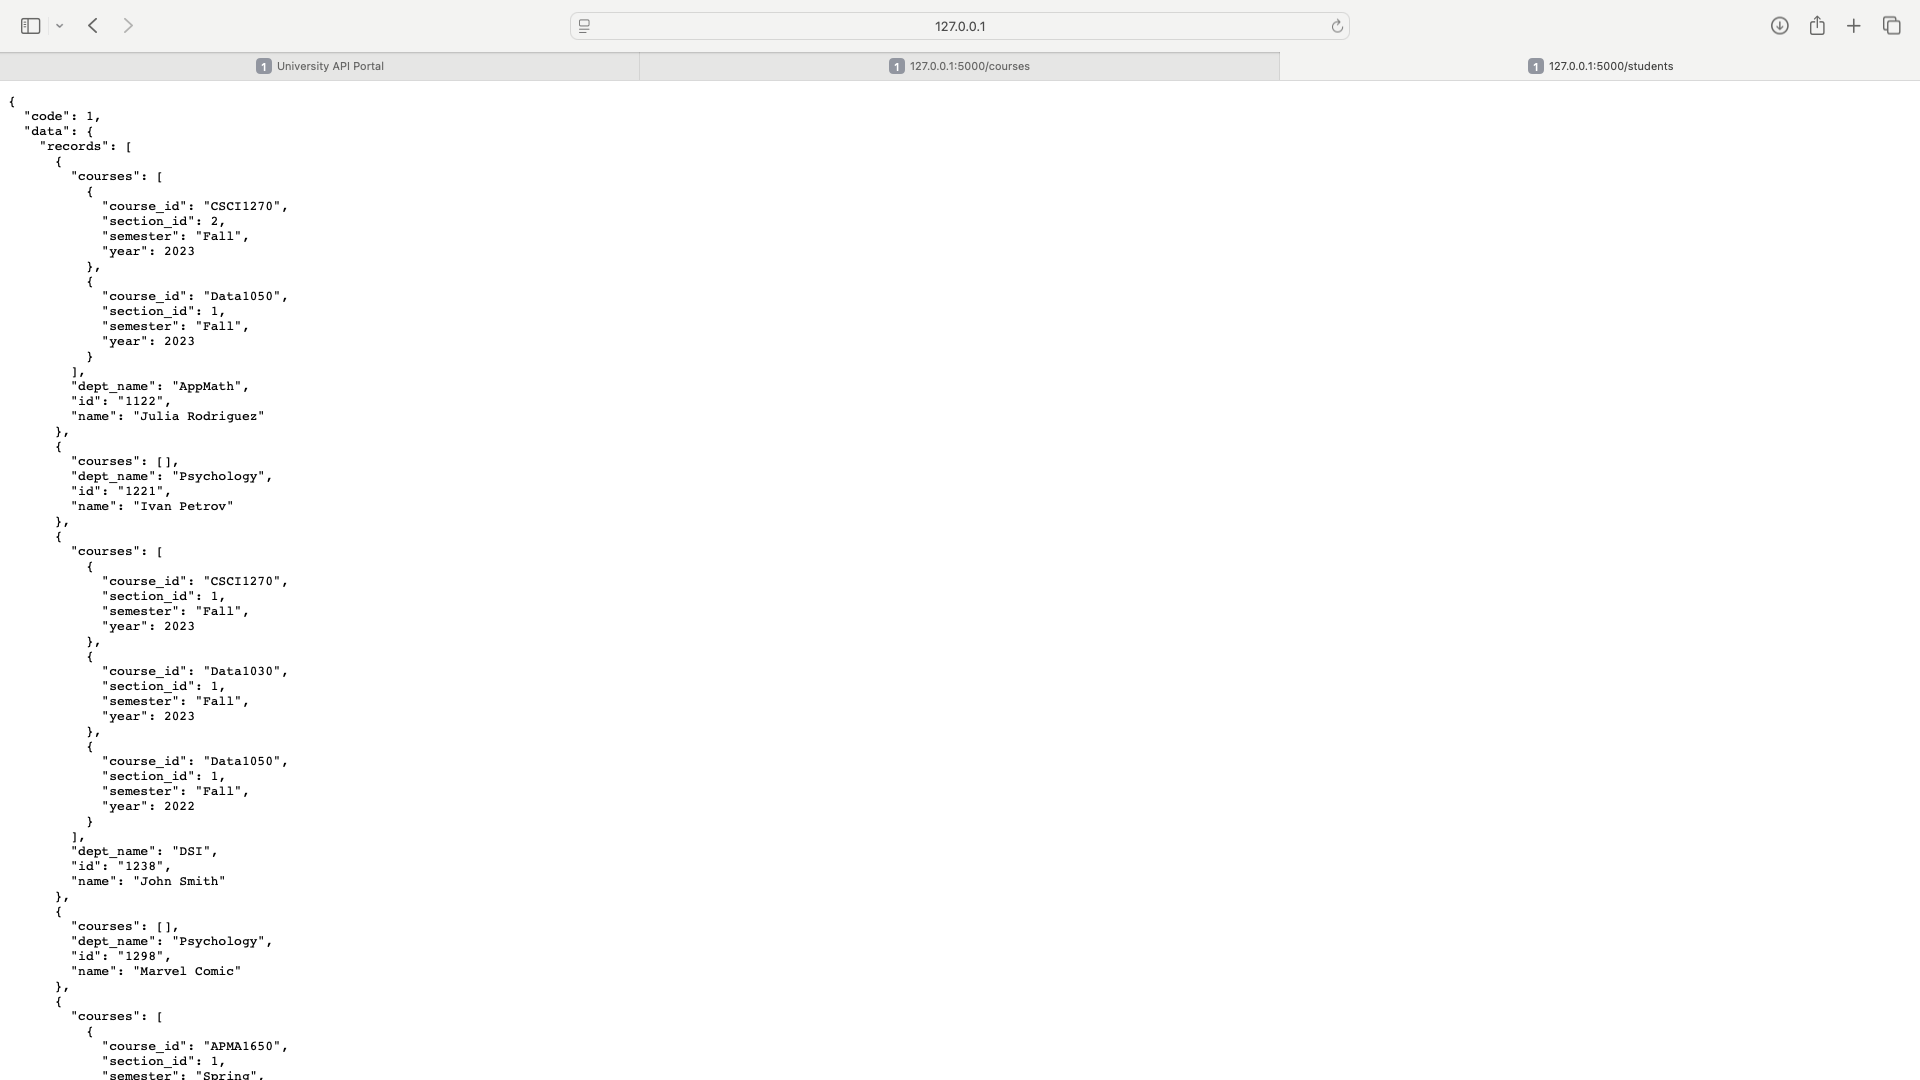 127.0.0.1
1 University API Portal
1 127.0.0.1:5000/courses
1 127.0.0.1:5000/students
{
  "code": 1,
  "data": {
    "records": [
      {
        "courses": [
          {
            "course_id": "CSCI1270",
            "section_id": 2,
            "semester": "Fall",
            "year": 2023
          },
          {
            "course_id": "Data1050",
            "section_id": 1,
            "semester": "Fall",
            "year": 2023
          }
        ],
        "dept_name": "AppMath",
        "id": "1122",
        "name": "Julia Rodriguez"
      },
      {
        "courses": [],
        "dept_name": "Psychology",
        "id": "1221",
        "name": "Ivan Petrov"
      },
      {
        "courses": [
          {
            "course_id": "CSCI1270",
            "section_id": 1,
            "semester": "Fall",
            "year": 2023
          },
          {
            "course_id": "Data1030",
            "section_id": 1,
            "semester": "Fall",
            "year": 2023
          },
          {
            "course_id": "Data1050",
            "section_id": 1,
            "semester": "Fall",
            "year": 2022
          }
        ],
        "dept_name": "DSI",
        "id": "1238",
        "name": "John Smith"
      },
      {
        "courses": [],
        "dept_name": "Psychology",
        "id": "1298",
        "name": "Marvel Comic"
      },
      {
        "courses": [
          {
            "course_id": "APMA1650",
            "section_id": 1,
            "semester": "Spring",